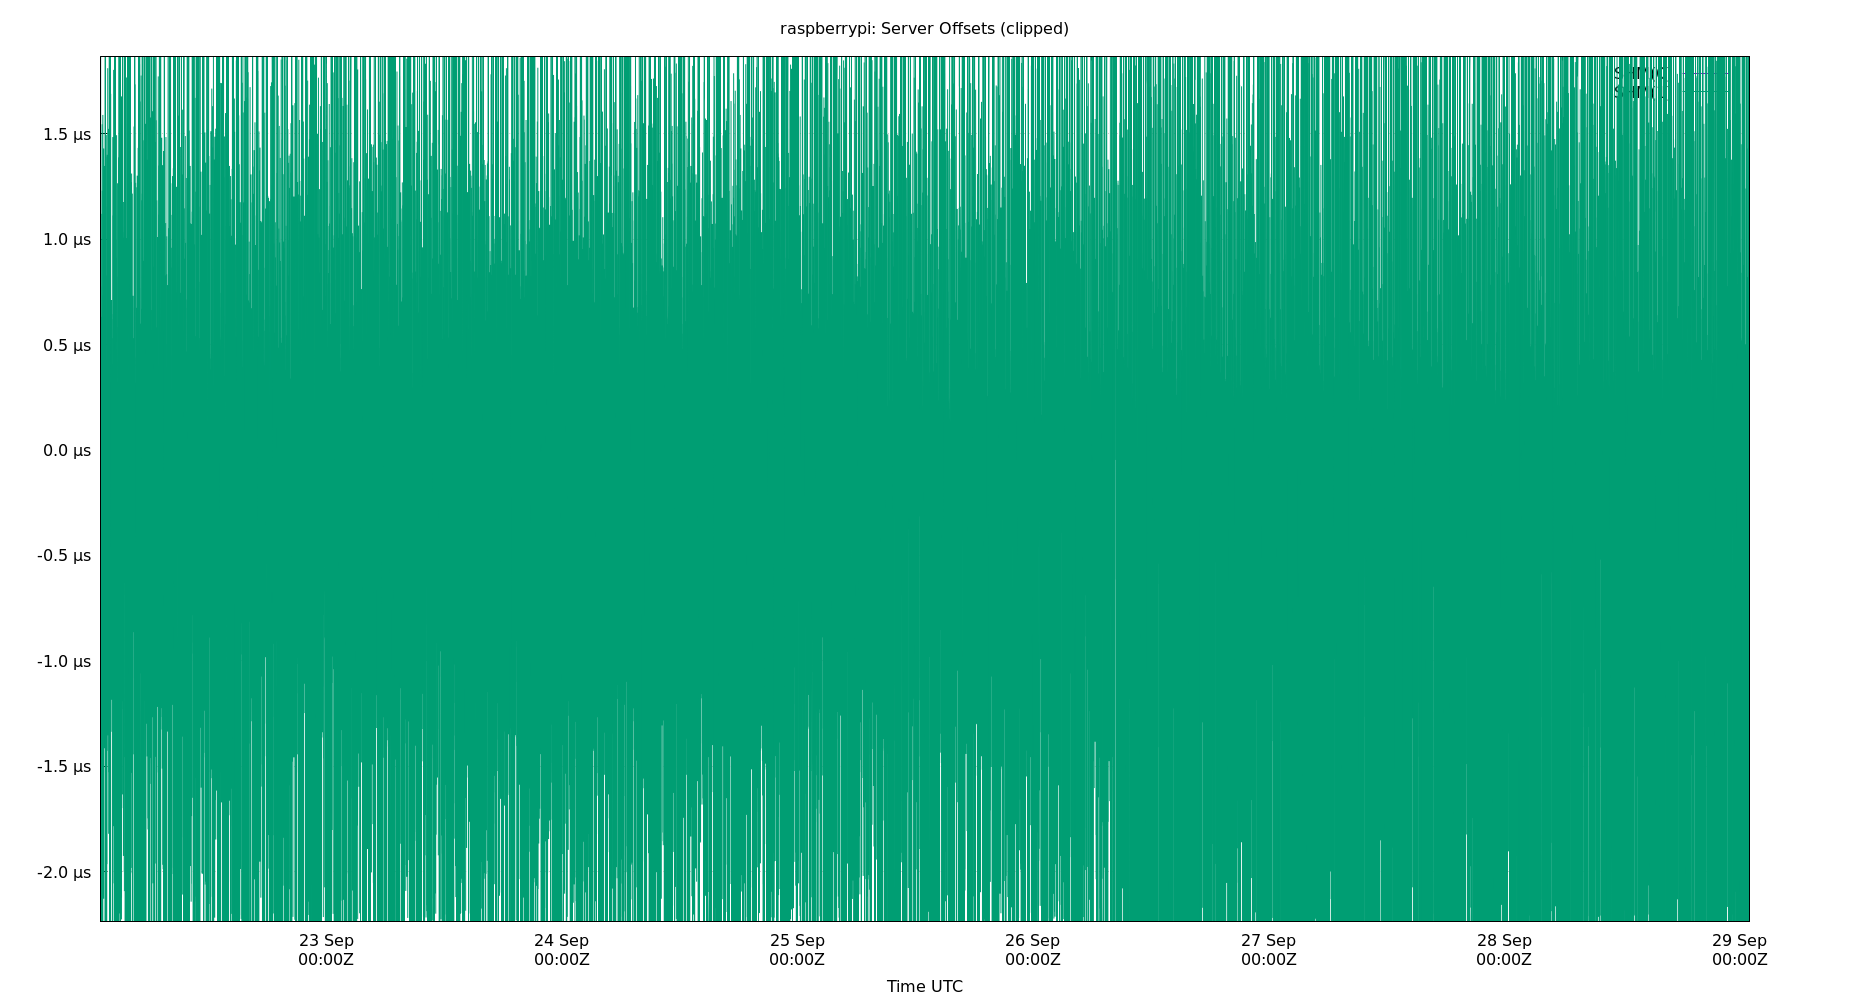 raspberrypi: Server Offsets (clipped)
1.5 µs
1.0 µs
0.5 µs
0.0 µs
-0.5 µs
-1.0 µs
-1.5 µs
-2.0 µs
23 Sep 24 Sep 25 Sep 26 Sep 27 Sep 28 Sep 29 Sep
00:00Z 00:00Z 00:00Z 00:00Z 00:00Z 00:00Z 00:00Z
Time UTC